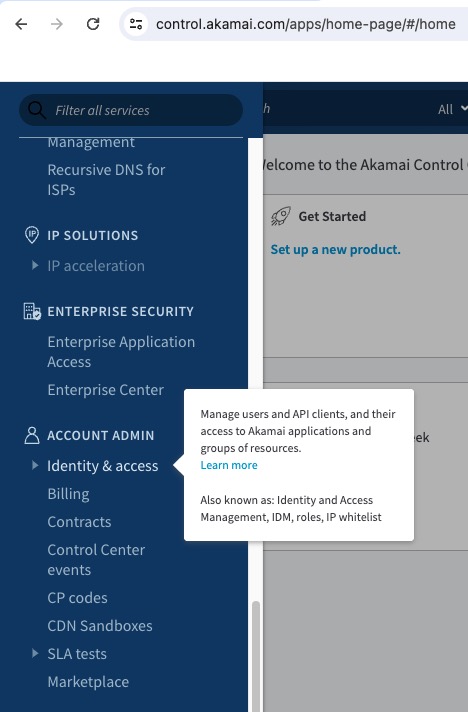 control.akamai.com/apps/home-page/#/home
Filter all services
All
Management
Recursive DNS for
ISPs
IP
IP SOLUTIONS
IP acceleration
ENTERPRISE SECURITY
Enterprise Application
Access
Enterprise Center
ACCOUNT ADMIN
Identity & access
Billing
Contracts
Control Center
events
CP codes
CDN Sandboxes
SLA tests
Marketplace
Manage users and API clients, and their
access to Akamai applications and
groups of resources.
Learn more
Also known as: Identity and Access
Management, IDM, roles, IP whitelist
elcome to the Akamai Control
Get Started
Set up a new product.
eek